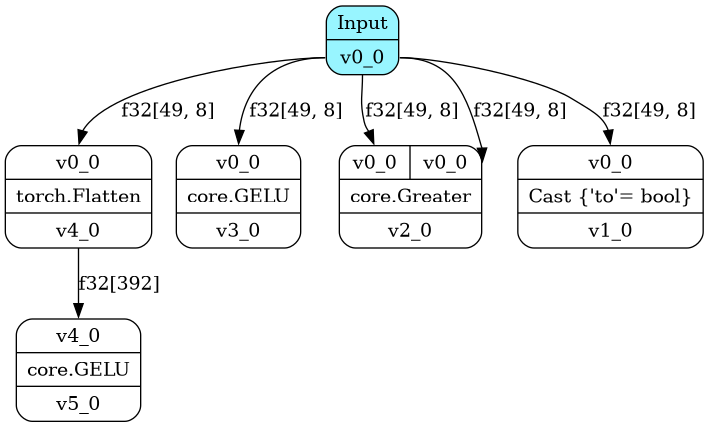 Input
v0_0
f32[49, 8] f32[49, 8] f32[49, 8] f32[49, 8] f32[49, 8]
v0_0 v0_0 v0_0 v0_0 v0_0
torch.Flatten core.GELU core.Greater Cast {'to'= bool}
v4_0 v3_0 v2_0 v1_0
f32[392]
v4_0
core.GELU
v5_0